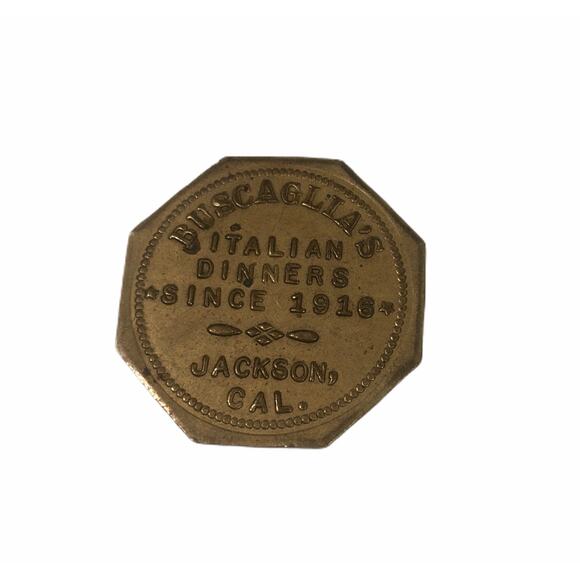 BUSCAGLIA'S
ITALIAN
DINNERS
SINCE 1916
JACKSON,
CAL.